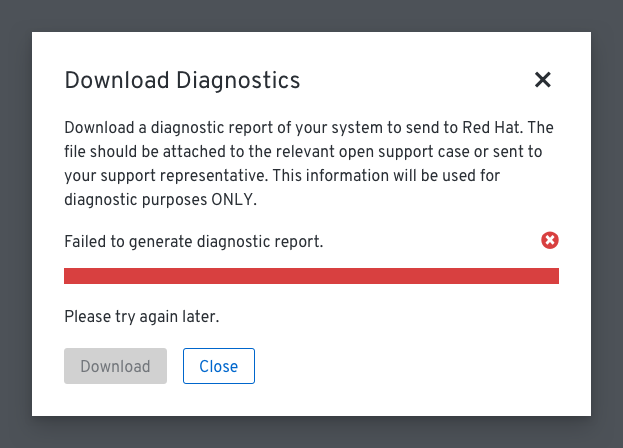 Download Diagnostics
Download a diagnostic report of your system to send to Red Hat. The
file should be attached to the relevant open support case or sent to
your support representative. This information will be used for
diagnostic purposes ONLY.
Failed to generate diagnostic report.
Please try again later.
Download
Close